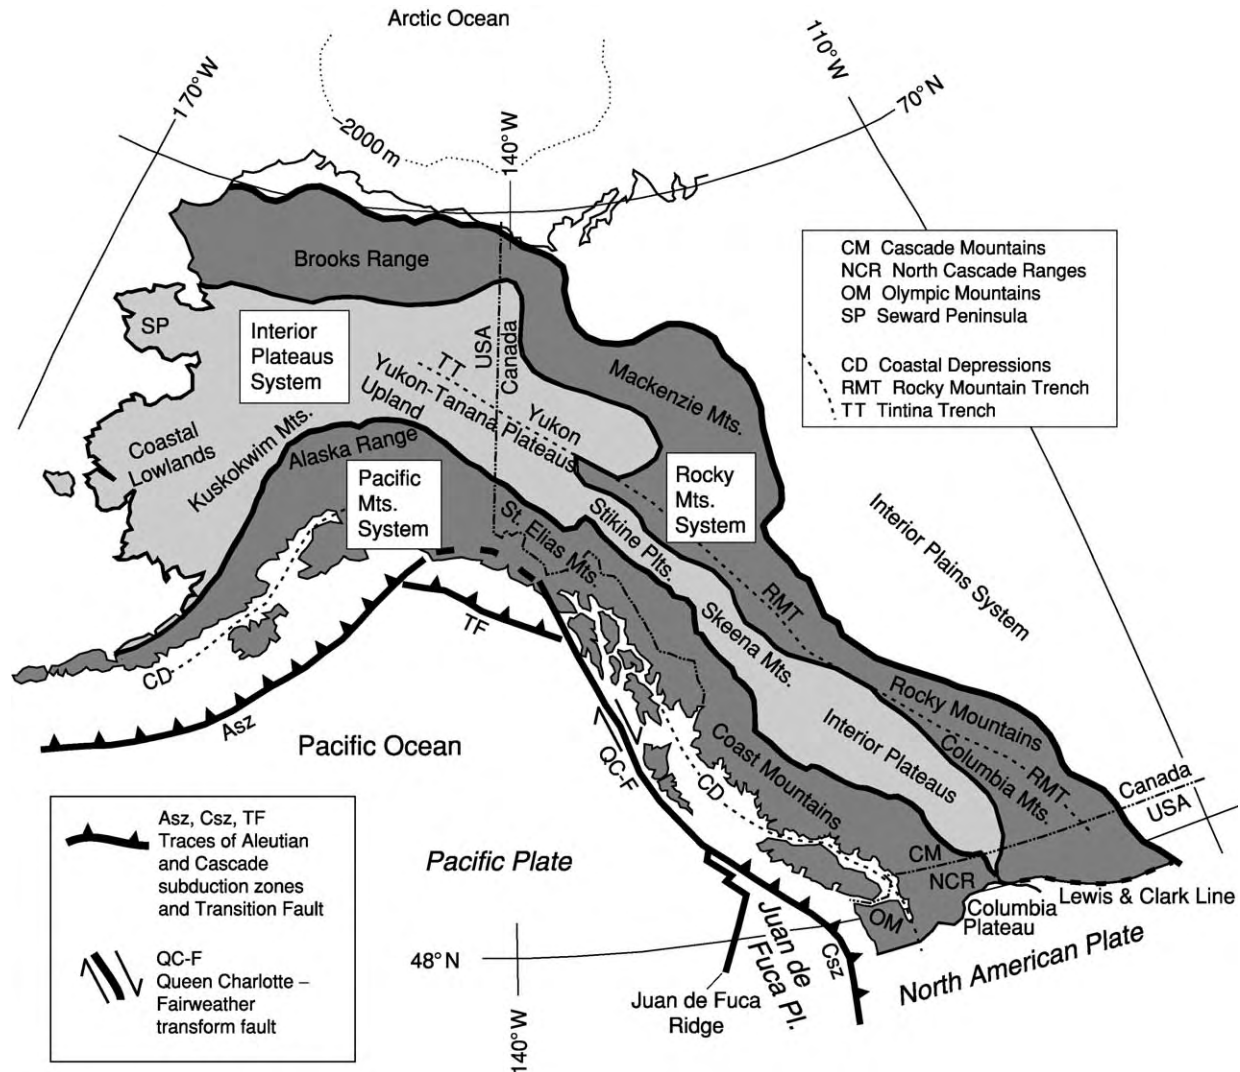 Arctic Ocean
170°W
110°W
70°N
2000 m
140°W
CM Cascade Mountains
NCR North Cascade Ranges
OM Olympic Mountains
SP Seward Peninsula
CD Coastal Depressions
RMT Rocky Mountain Trench
TT Tintina Trench
Brooks Range
SP
Interior
Plateaus
System
USA
Canada
TT
Yukon-Tanana Plateaus
Upland
Yukon
Mackenzie Mts.
Coastal
Lowlands
Kuskokwim Mts.
Alaska Range
Pacific
Mts.
System
Rocky
Mts.
System
Interior Plains System
St. Elias Mts.
Stikine Plts.
RMT
Skeena Mts.
TF
CD
Asz
Pacific Ocean
QC-F
CD
Coast Mountains
Interior Plateaus
Rocky Mountains
Columbia Mts.
RMT
Canada
USA
CM
NCR
OM
Columbia
Plateau
Lewis & Clark Line
North American Plate
Pacific Plate
48°N
140°W
Juan de Fuca
Ridge
Juan de
Fuca Pl.
Csz
Asz, Csz, TF
Traces of Aleutian
and Cascade
subduction zones
and Transition Fault
QC-F
Queen Charlotte –
Fairweather
transform fault